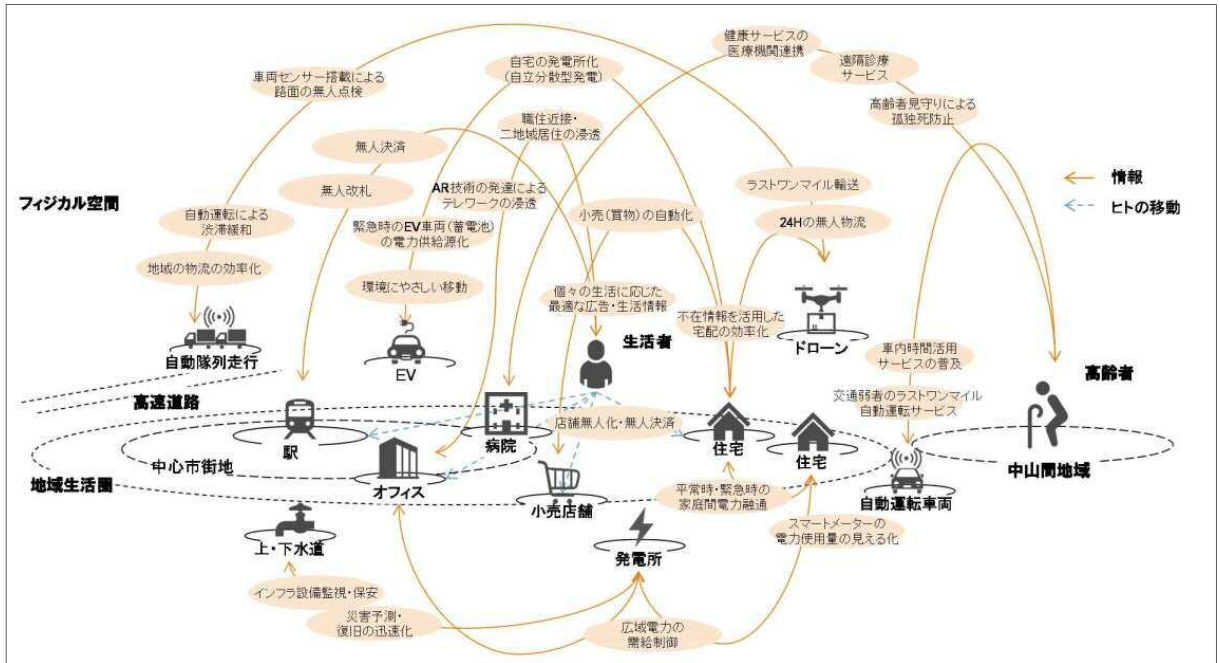 健康サービスの
医療機関連携
自宅の発電所化
(自立分散型発電)
遠隔診療
サービス
車両センサー搭載による
路面の無人点検
高齢者見守りによる
孤独死防止
職住近接・
二地域居住の浸透
無人決済
情報
無人改札
AR技術の発達による
テレワークの浸透
ラストワンマイル輸送
フィジカル空間
ヒトの移動
自動運転による
渋滞緩和
小売(買物)の自動化
24Hの無人物流
緊急時のEV車両(蓄電池)
の電力供給源化
地域の物流の効率化
環境にやさしい移動
個々の生活に応じた
最適な広告・生活情報
不在情報を活用した
宅配の効率化
生活者
ドローン
車内時間活用
サービスの普及
自動隊列走行
EV
高齢者
高速道路
交通弱者のラストワンマイル
自動運転サービス
店舗無人化・無人決済
駅
病院
住宅
住宅
中心市街地
中山間地域
地域生活圏
オフィス
小売店舗
平常時・緊急時の
家庭間電力融通
自動運転車両
スマートメーターの
電力使用量の見える化
上・下水道
発電所
インフラ設備監視・保安
災害予測・
復旧の迅速化
広域電力の
需給制御